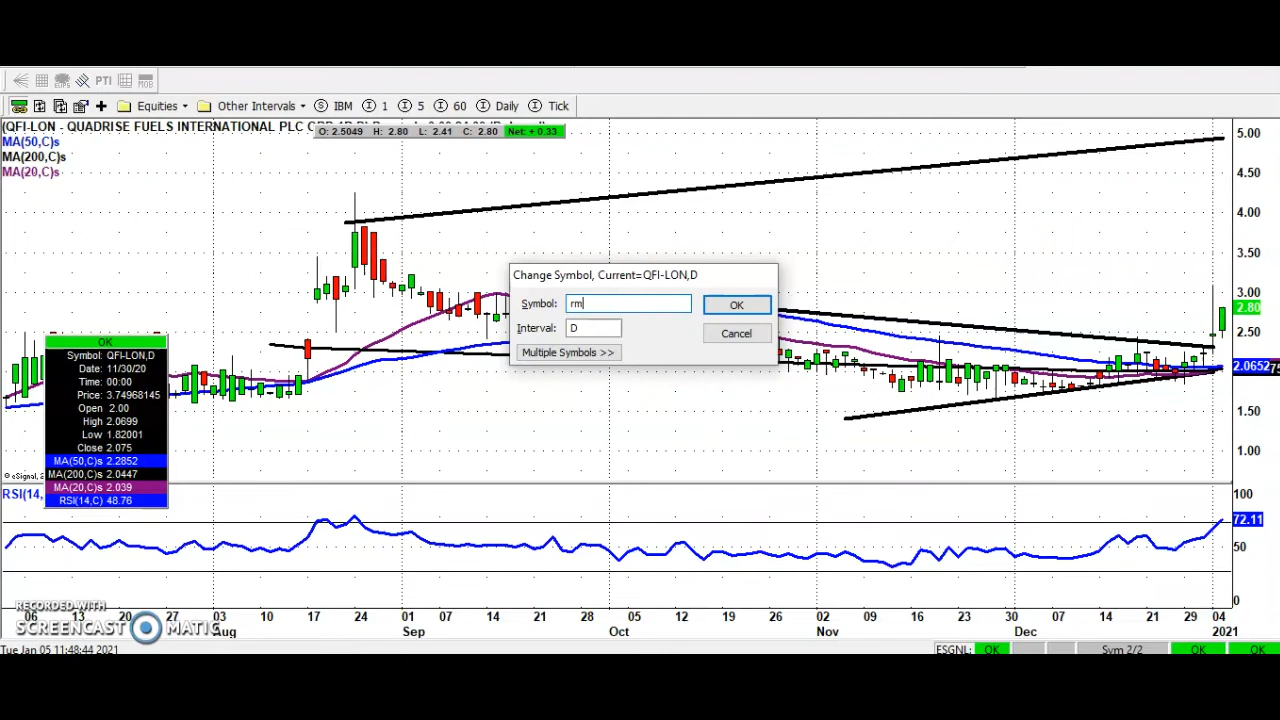 PTI
MOB
Equities
Other Intervals
IBM
1
5
60
Daily
Tick
(QFI-LON - QUADRISE FUELS INTERNATIONAL PLC
O: 2.5049 H: 2.80 L: 2.41 C: 2.80 Net: + 0.33
MA(50,C)s
MA(200,C)s
MA(20,C)s
5.00
4.50
4.00
3.50
3.00
2.80
2.50
2.0652
1.50
1.00
Change Symbol, Current=QFI-LON,D
Symbol: rm
OK
Interval: D
Cancel
Multiple Symbols >>
OK
Symbol: QFI-LON,D
Date: 11/30/20
Time: 00:00
Price: 3.74968145
Open 2.00
High 2.0699
Low 1.82001
Close 2.075
MA(50,C)s 2.2852
MA(200,C)s 2.0447
MA(20,C)s 2.039
RSI(14,C) 48.76
© eSignal, 2
RSI(14,
100
72.11
50
0
06 13 20 27 03 10 17 24 01 07 14 21 28 05 12 19 26 02 09 16 23 30 07 14 21 29 04
Aug Sep Oct Nov Dec 2021
RECORDED WITH
SCREENCAST MATIC
Tue Jan 05 11:48:44 2021
ESGNL: OK Sym 2/2 OK OK